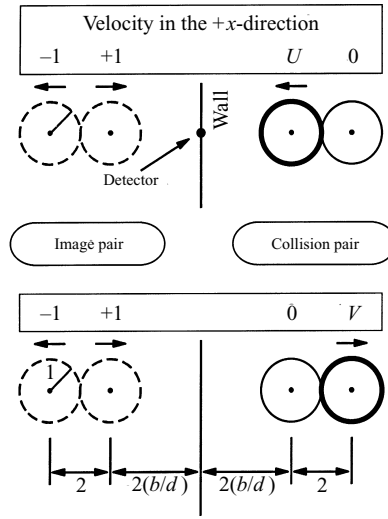 Velocity in the +x-direction
–1 +1 U 0
Wall
Detector
Image pair Collision pair
–1 +1 0 V
1
2 2(b/d) 2(b/d) 2